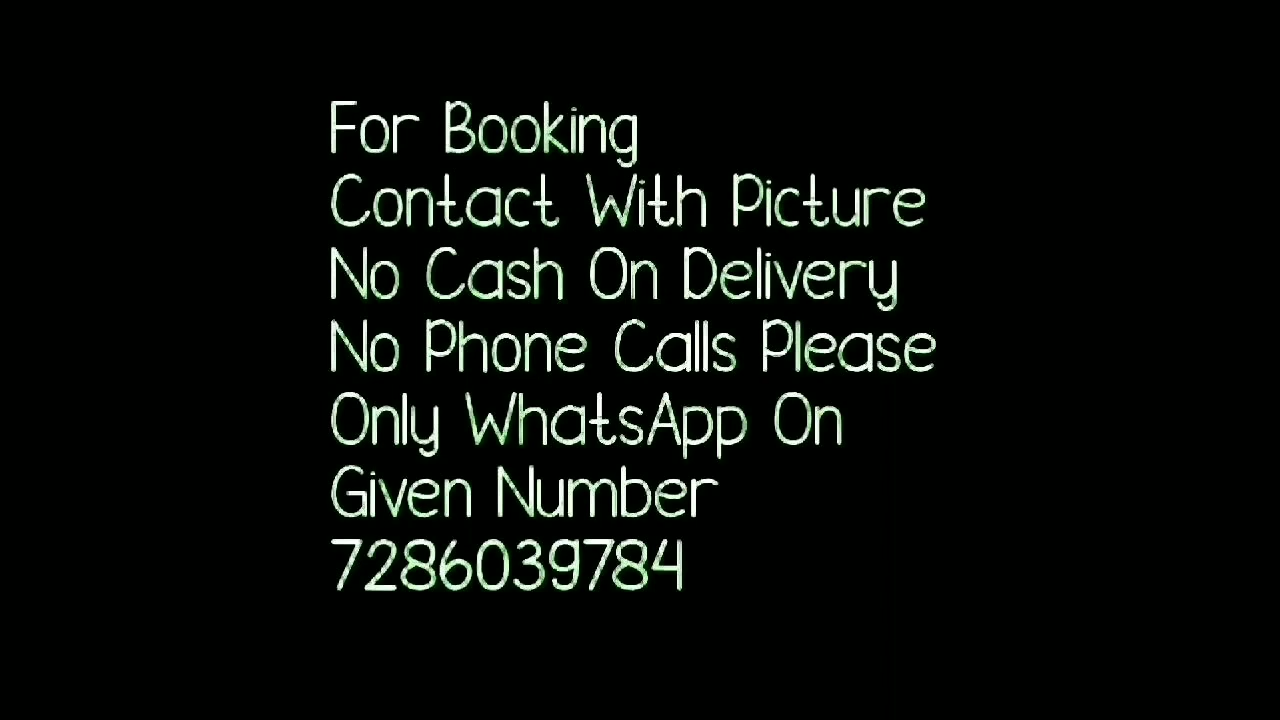 For Booking
Contact With Picture
No Cash On Delivery
No Phone Calls Please
Only WhatsApp On
Given Number
7286039784